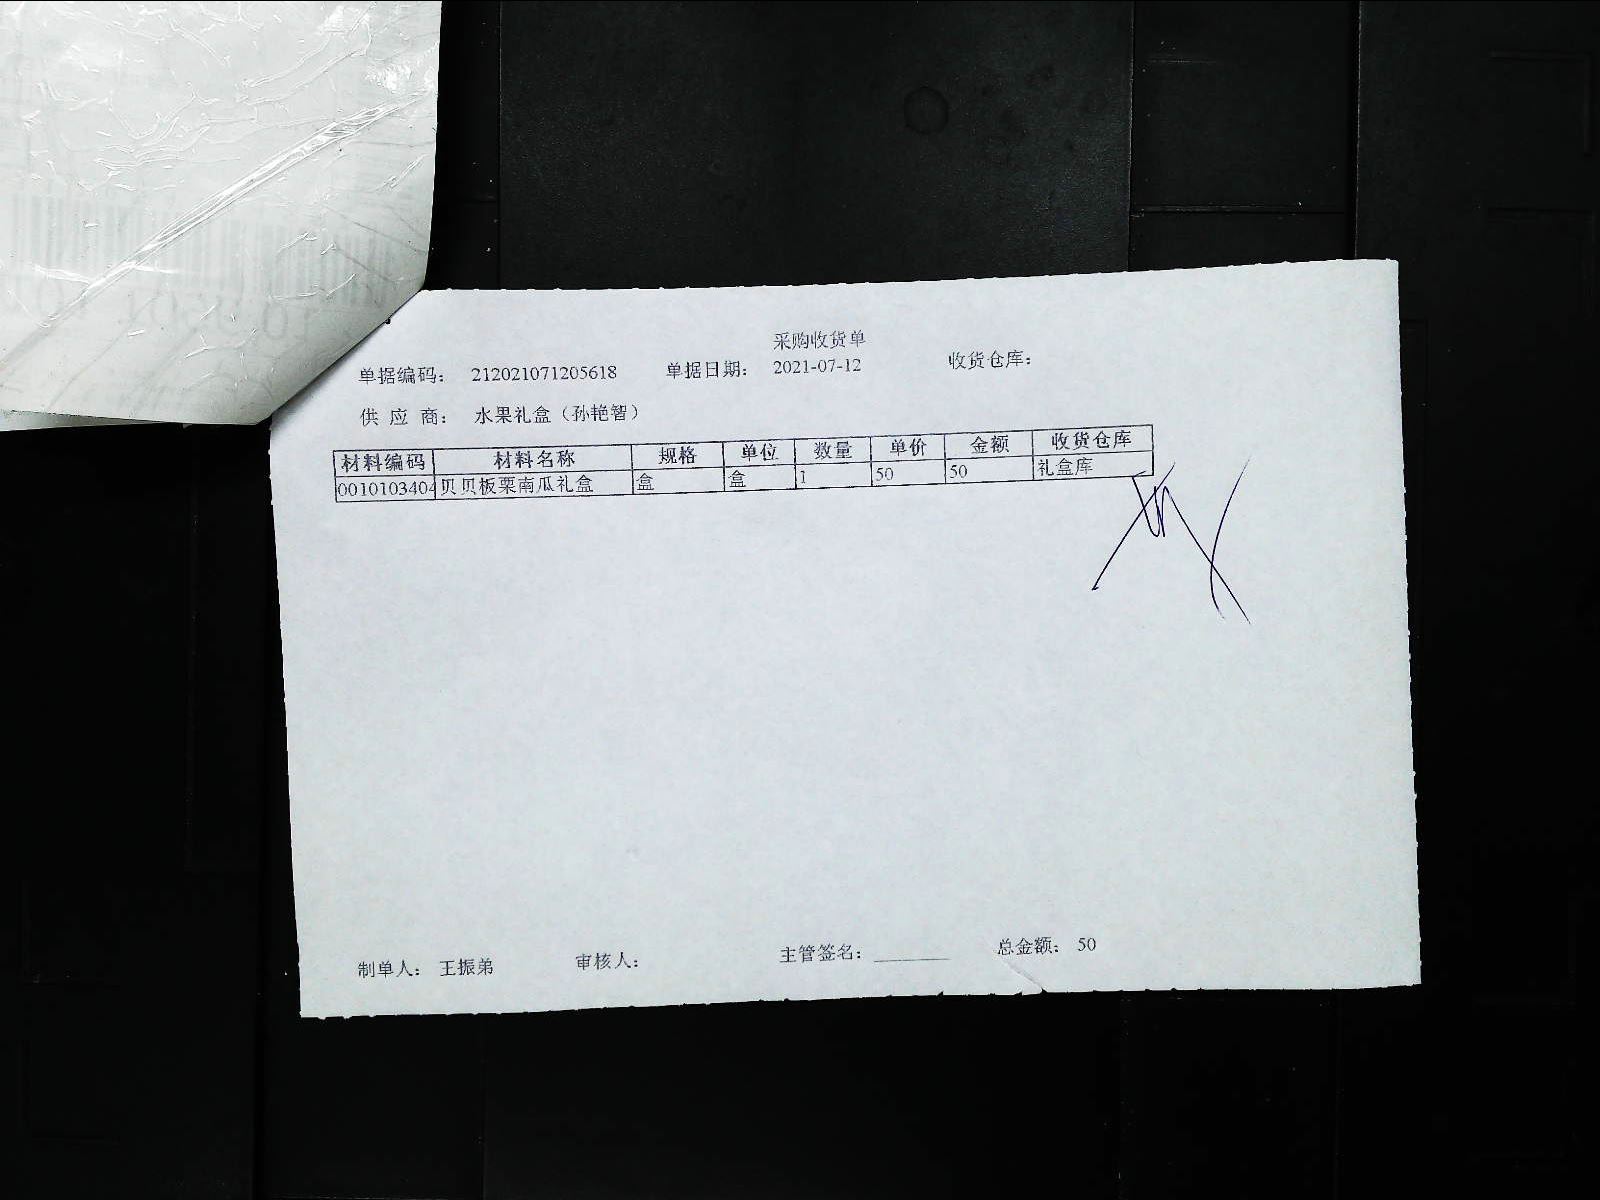 采购收货单
单据编码： 212021071205618 单据日期： 2021-07-12 收货仓库：
供 应 商： 水果礼盒（孙艳智）
材料编码 材料名称 规格 单位 数量 单价 金额 收货仓库
0010103404 贝贝板栗南瓜礼盒 盒 盒 1 50 50 礼盒库
制单人： 王振弟 审核人： 主管签名：________ 总金额： 50